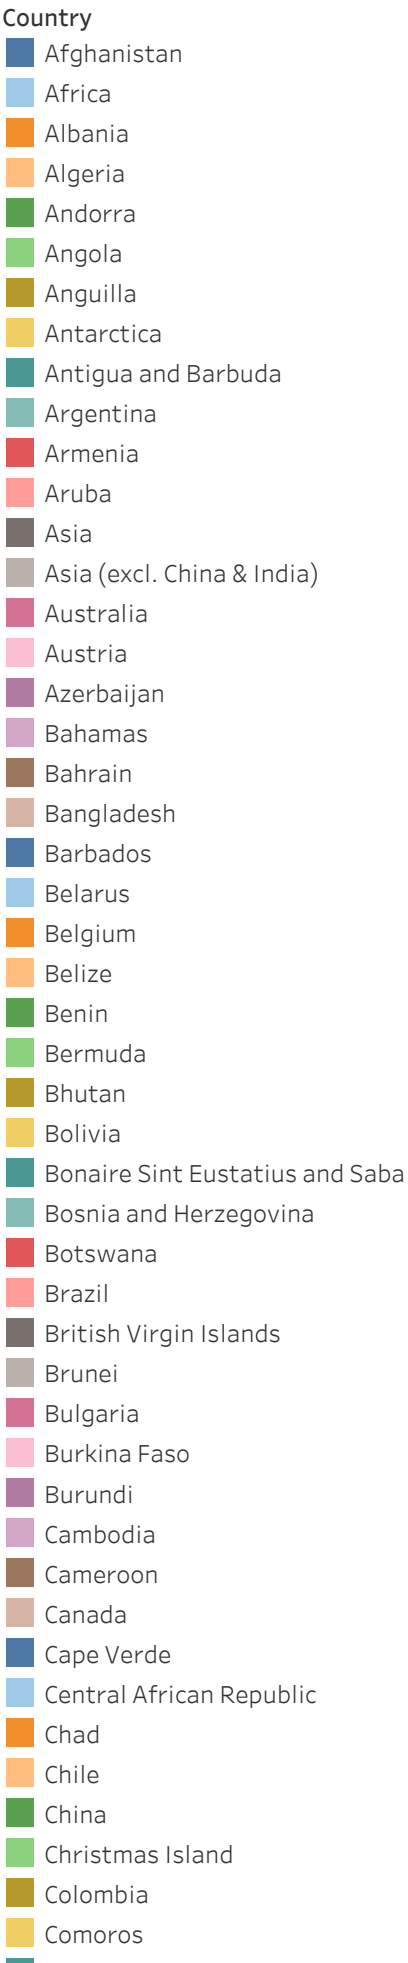 Country
Afghanistan
Africa
Albania
Algeria
Andorra
Angola
Anguilla
Antarctica
Antigua and Barbuda
Argentina
Armenia
Aruba
Asia
Asia (excl. China & India)
Australia
Austria
Azerbaijan
Bahamas
Bahrain
Bangladesh
Barbados
Belarus
Belgium
Belize
Benin
Bermuda
Bhutan
Bolivia
Bonaire Sint Eustatius and Saba
Bosnia and Herzegovina
Botswana
Brazil
British Virgin Islands
Brunei
Bulgaria
Burkina Faso
Burundi
Cambodia
Cameroon
Canada
Cape Verde
Central African Republic
Chad
Chile
China
Christmas Island
Colombia
Comoros